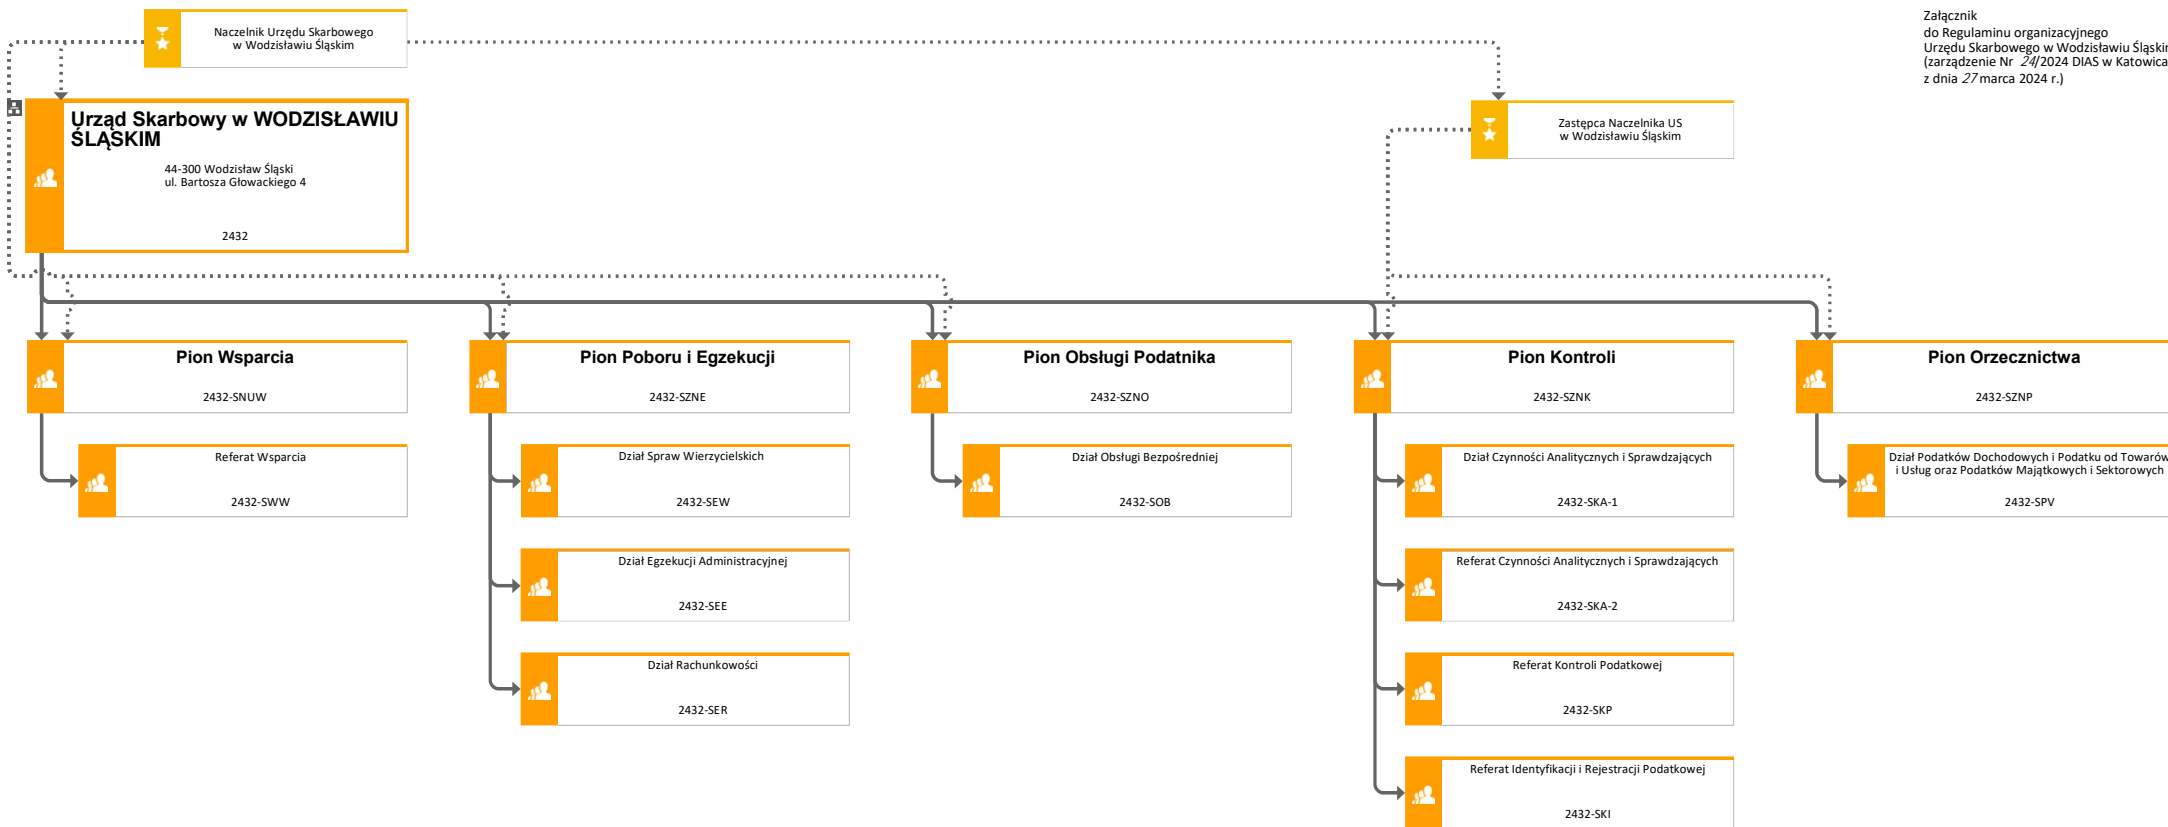 Naczelnik Urzędu Skarbowego
w Wodzisławiu Śląskim
Załącznik
do Regulaminu organizacyjnego
Urzędu Skarbowego w Wodzisławiu Śląskim
(zarządzenie Nr 24/2024 DIAS w Katowica
z dnia 27 marca 2024 r.)
Urząd Skarbowy w WODZISŁAWIU
ŚLĄSKIM
44-300 Wodzisław Śląski
ul. Bartosza Głowackiego 4
2432
Zastępca Naczelnika US
w Wodzisławiu Śląskim
Pion Wsparcia
2432-SNUW
Referat Wsparcia
2432-SWW
Pion Poboru i Egzekucji
2432-SZNE
Dział Spraw Wierzycielskich
2432-SEW
Dział Egzekucji Administracyjnej
2432-SEE
Dział Rachunkowości
2432-SER
Pion Obsługi Podatnika
2432-SZNO
Dział Obsługi Bezpośredniej
2432-SOB
Pion Kontroli
2432-SZNK
Dział Czynności Analitycznych i Sprawdzających
2432-SKA-1
Referat Czynności Analitycznych i Sprawdzających
2432-SKA-2
Referat Kontroli Podatkowej
2432-SKP
Referat Identyfikacji i Rejestracji Podatkowej
2432-SKI
Pion Orzecznictwa
2432-SZNP
Dział Podatków Dochodowych i Podatku od Towarów
i Usług oraz Podatków Majątkowych i Sektorowych
2432-SPV